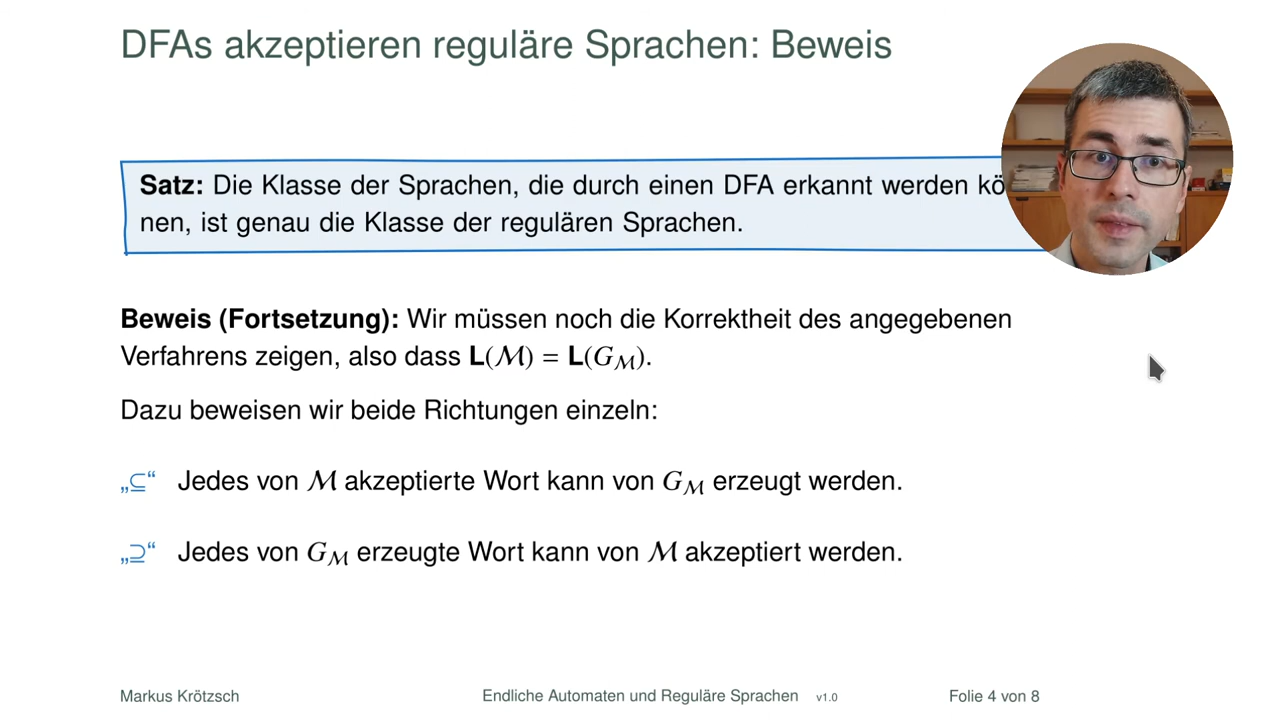 DFAs akzeptieren reguläre Sprachen: Beweis
Satz: Die Klasse der Sprachen, die durch einen DFA erkannt werden kö
nen, ist genau die Klasse der regulären Sprachen.
Beweis (Fortsetzung): Wir müssen noch die Korrektheit des angegebenen
Verfahrens zeigen, also dass L(ℳ) = L(G_ℳ).
Dazu beweisen wir beide Richtungen einzeln:
„⊆“ Jedes von ℳ akzeptierte Wort kann von G_ℳ erzeugt werden.
„⊇“ Jedes von G_ℳ erzeugte Wort kann von ℳ akzeptiert werden.
Markus Krötzsch Endliche Automaten und Reguläre Sprachen v1.0 Folie 4 von 8